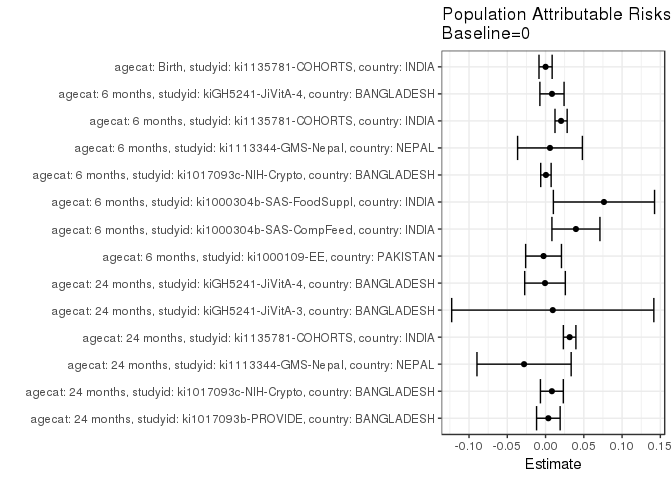 Population Attributable Risks
Baseline=0
agecat: Birth, studyid: ki1135781-COHORTS, country: INDIA
agecat: 6 months, studyid: kiGH5241-JiVitA-4, country: BANGLADESH
agecat: 6 months, studyid: ki1135781-COHORTS, country: INDIA
agecat: 6 months, studyid: ki1113344-GMS-Nepal, country: NEPAL
agecat: 6 months, studyid: ki1017093c-NIH-Crypto, country: BANGLADESH
agecat: 6 months, studyid: ki1000304b-SAS-FoodSuppl, country: INDIA
agecat: 6 months, studyid: ki1000304b-SAS-CompFeed, country: INDIA
agecat: 6 months, studyid: ki1000109-EE, country: PAKISTAN
agecat: 24 months, studyid: kiGH5241-JiVitA-4, country: BANGLADESH
agecat: 24 months, studyid: kiGH5241-JiVitA-3, country: BANGLADESH
agecat: 24 months, studyid: ki1135781-COHORTS, country: INDIA
agecat: 24 months, studyid: ki1113344-GMS-Nepal, country: NEPAL
agecat: 24 months, studyid: ki1017093c-NIH-Crypto, country: BANGLADESH
agecat: 24 months, studyid: ki1017093b-PROVIDE, country: BANGLADESH
-0.10 -0.05 0.00 0.05 0.10 0.15
Estimate